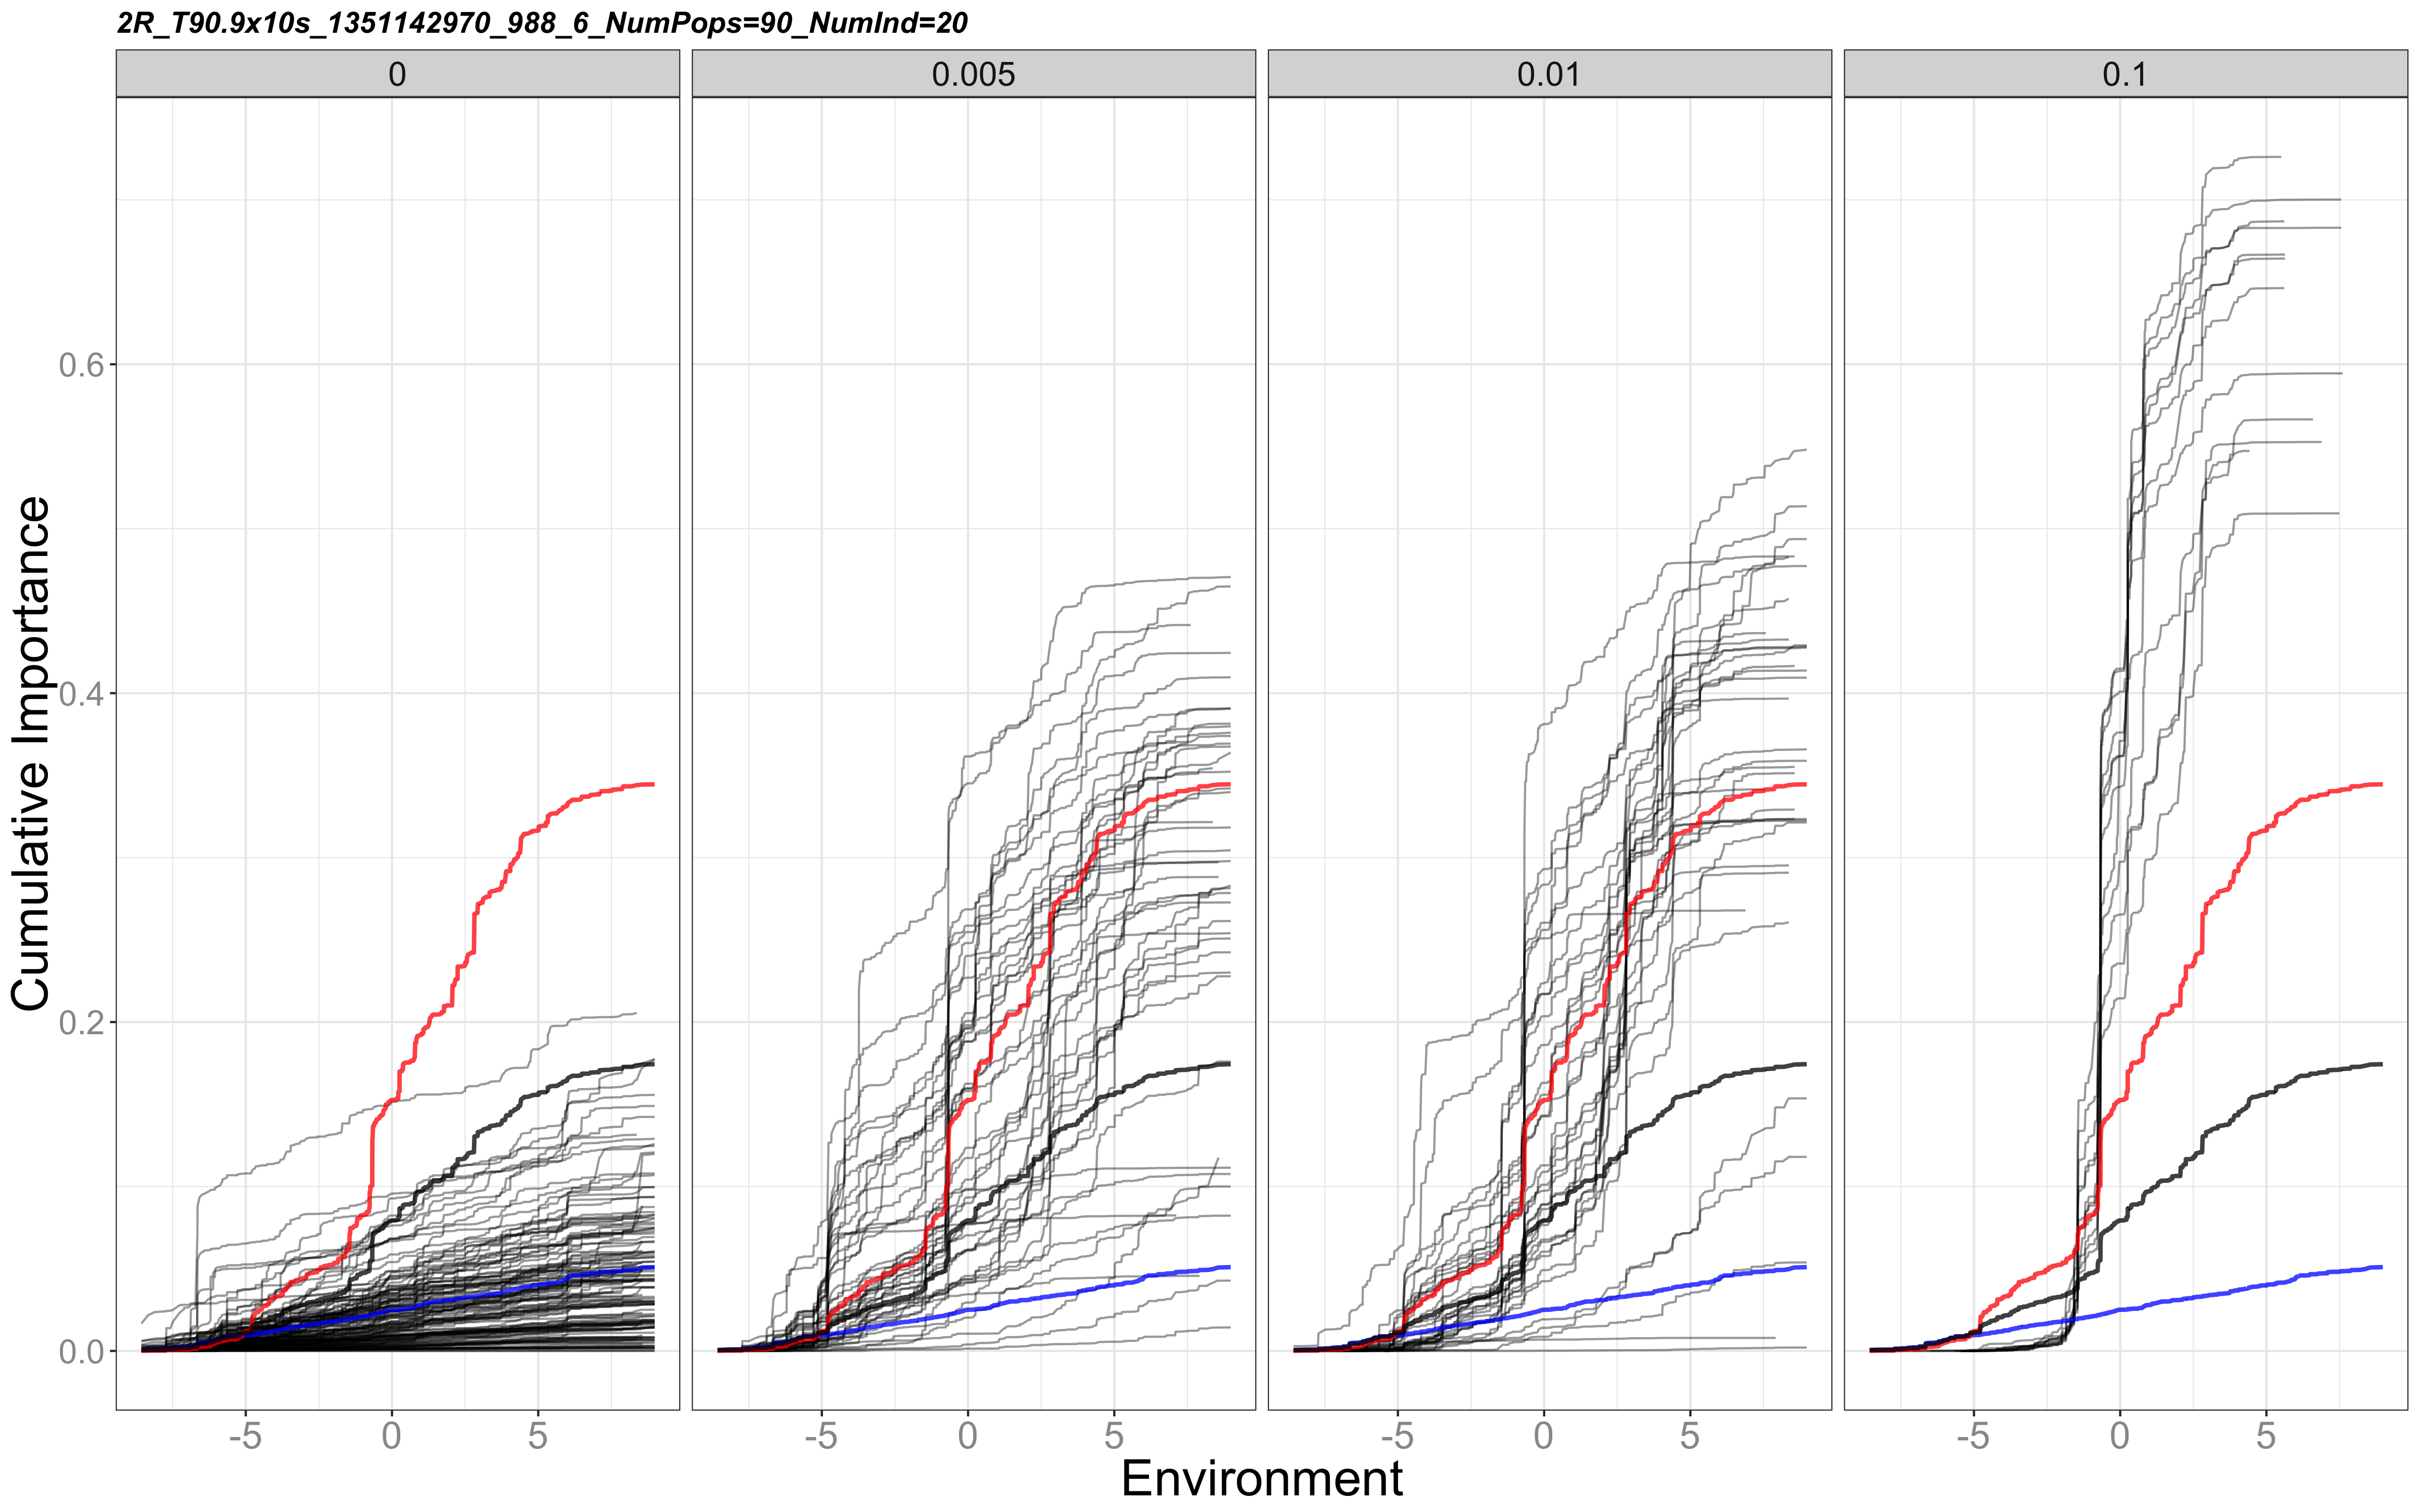 2R_T90.9x10s_1351142970_988_6_NumPops=90_NumInd=20
0 0.005 0.01 0.1
Cumulative Importance
0.6
0.4
0.2
0.0
-5 0 5 -5 0 5 -5 0 5 -5 0 5
Environment